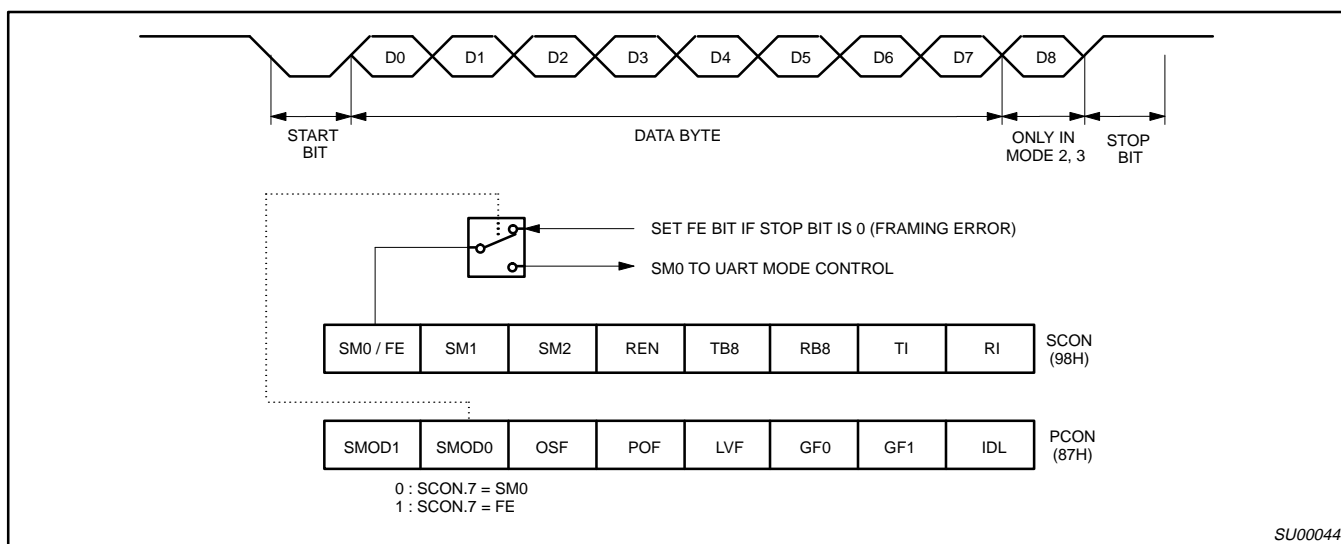 D0 D1 D2 D3 D4 D5 D6 D7 D8
START
BIT
DATA BYTE
ONLY IN
MODE 2, 3
STOP
BIT
SET FE BIT IF STOP BIT IS 0 (FRAMING ERROR)
SM0 TO UART MODE CONTROL
SM0 / FE SM1 SM2 REN TB8 RB8 TI RI
SCON
(98H)
SMOD1 SMOD0 OSF POF LVF GF0 GF1 IDL
PCON
(87H)
0 : SCON.7 = SM0
1 : SCON.7 = FE
SU00044